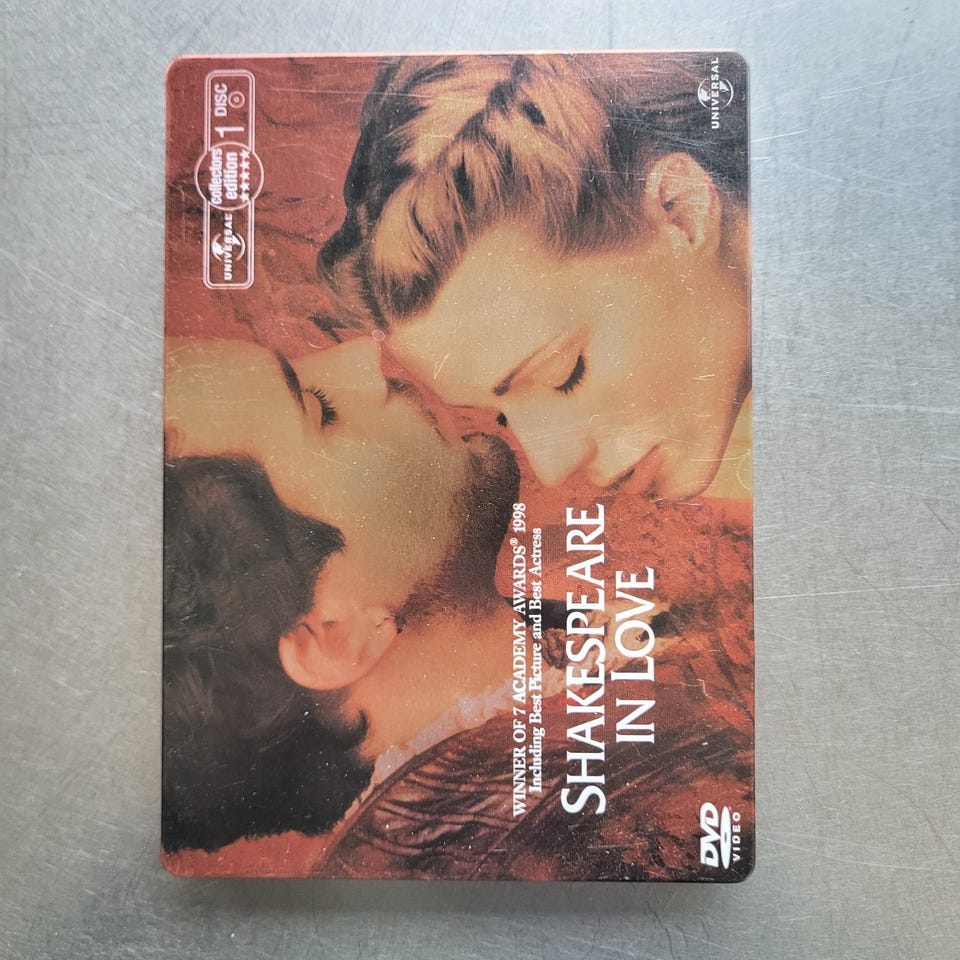 UNIVERSAL
collectors
edition
★★★★★
1 DISC
WINNER OF 7 ACADEMY AWARDS® 1998
Including Best Picture and Best Actress
SHAKESPEARE
IN LOVE
DVD
VIDEO
UNIVERSAL